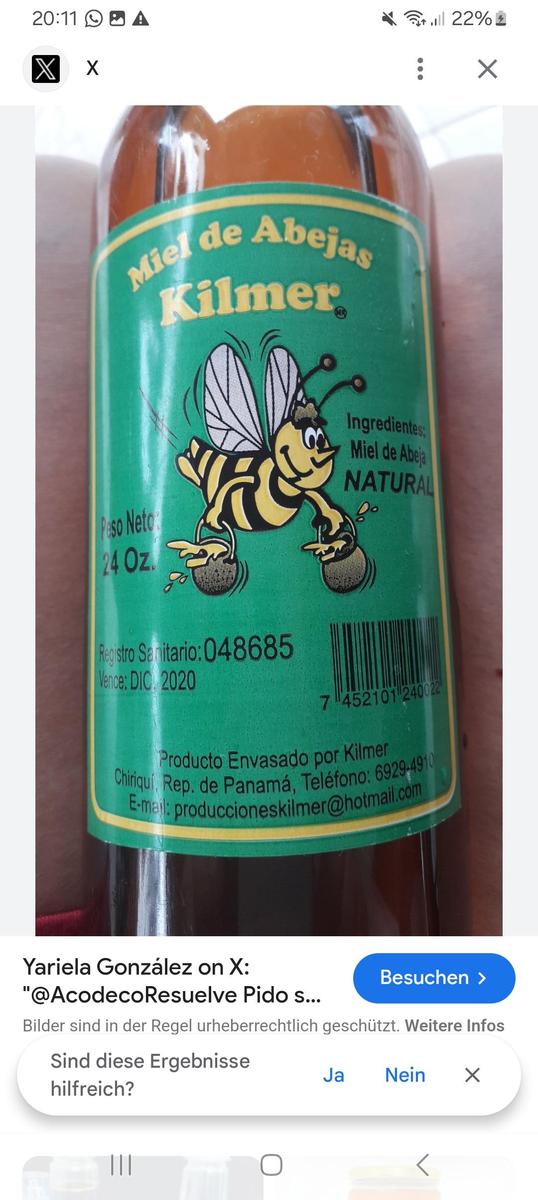 20:11
22%
X
Miel de Abejas
Kilmer
MR
Ingredientes:
Miel de Abeja
NATURAL
Peso Neto:
24 Oz.
Registro Sanitario: 048685
Vence: DIC. 2020
7 452101 240022
Producto Envasado por Kilmer
Chiriquí, Rep. de Panamá, Teléfono: 6929-4910
E-mail: produccioneskilmer@hotmail.com
Yariela González on X:
"@AcodecoResuelve Pido s...
Besuchen >
Bilder sind in der Regel urheberrechtlich geschützt. Weitere Infos
Sind diese Ergebnisse
hilfreich?
Ja
Nein